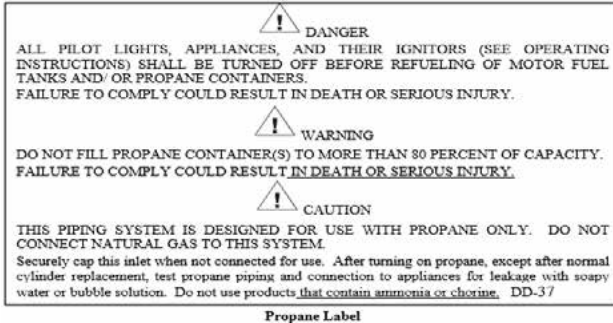 DANGER
ALL PILOT LIGHTS, APPLIANCES, AND THEIR IGNITORS (SEE OPERATING
INSTRUCTIONS) SHALL BE TURNED OFF BEFORE REFUELING OF MOTOR FUEL
TANKS AND/ OR PROPANE CONTAINERS.
FAILURE TO COMPLY COULD RESULT IN DEATH OR SERIOUS INJURY.
WARNING
DO NOT FILL PROPANE CONTAINER(S) TO MORE THAN 80 PERCENT OF CAPACITY.
FAILURE TO COMPLY COULD RESULT IN DEATH OR SERIOUS INJURY.
CAUTION
THIS PIPING SYSTEM IS DESIGNED FOR USE WITH PROPANE ONLY. DO NOT
CONNECT NATURAL GAS TO THIS SYSTEM.
Securely cap this inlet when not connected for use. After turning on propane, except after normal
cylinder replacement, test propane piping and connection to appliances for leakage with soapy
water or bubble solution. Do not use products that contain ammonia or chorine. DD-37
Propane Label